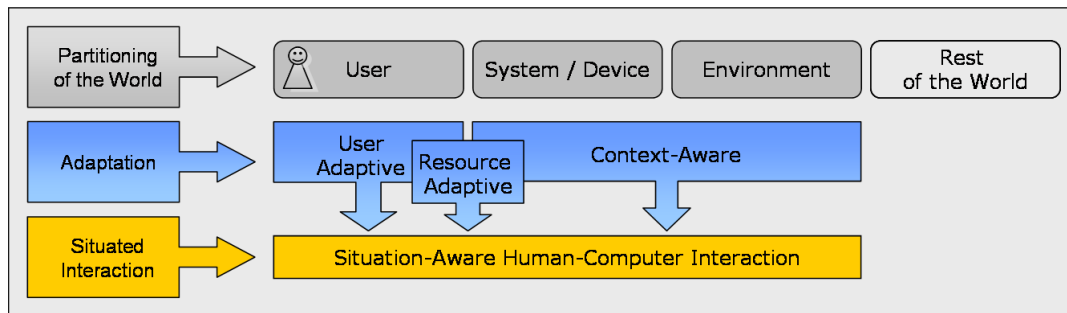 Partitioning
of the World
User
System / Device
Environment
Rest
of the World
Adaptation
User
Adaptive
Resource
Adaptive
Context-Aware
Situated
Interaction
Situation-Aware Human-Computer Interaction